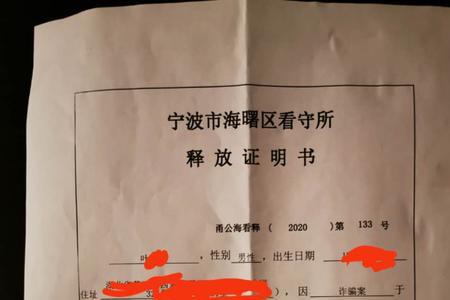 宁波市海曙区看守所
释放证明书
甬公海看释 ( 2020 ) 第 133 号
叶 , 性别 男性 , 出生日期
住址 ), 因 诈骗案 于